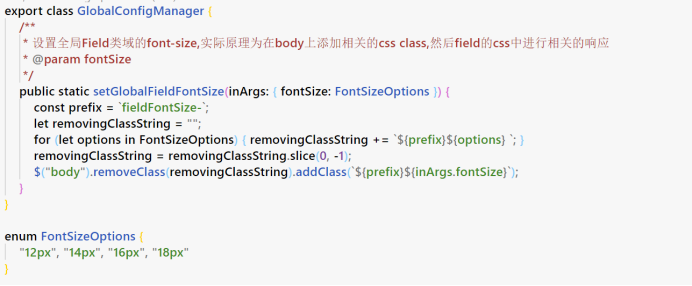 export class GlobalConfigManager {
/**
* 设置全局Field类域的font-size,实际原理为在body上添加相关的css class,然后field的css中进行相关的响应
* @param fontSize
*/
public static setGlobalFieldFontSize(inArgs: { fontSize: FontSizeOptions }) {
const prefix = `fieldFontSize-`;
let removingClassString = "";
for (let options in FontSizeOptions) { removingClassString += `${prefix}${options} `; }
removingClassString = removingClassString.slice(0, -1);
$("body").removeClass(removingClassString).addClass(`${prefix}${inArgs.fontSize}`);
}
}
enum FontSizeOptions {
"12px", "14px", "16px", "18px"
}